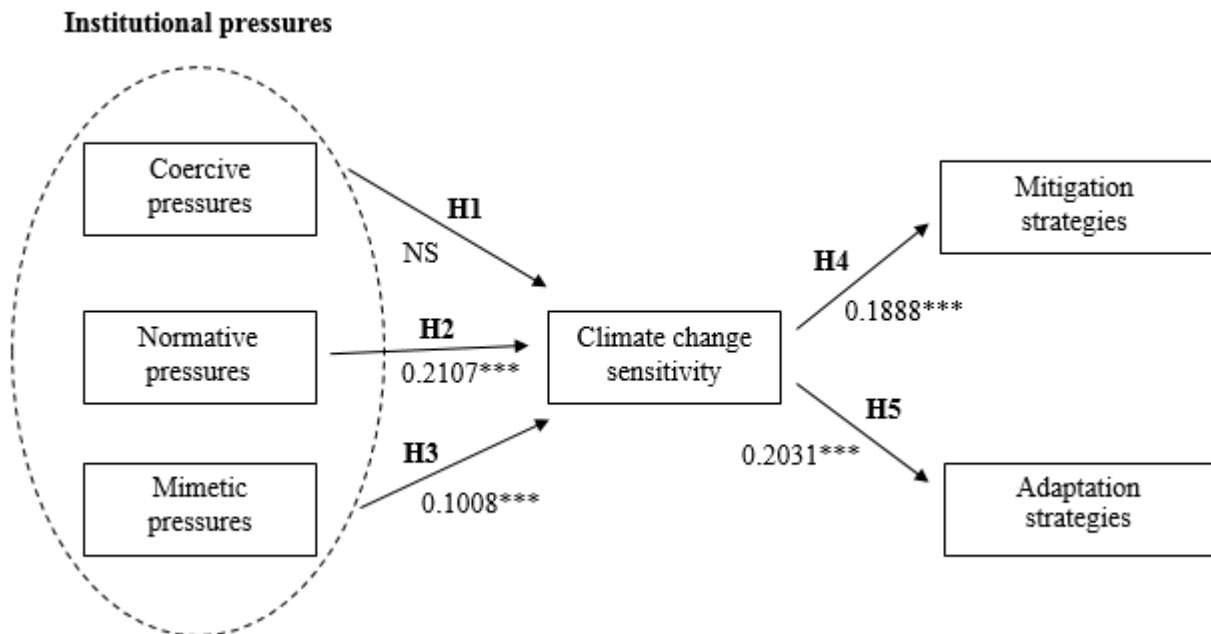 Institutional pressures
Coercive
pressures
H1
NS
Normative
pressures
H2
0.2107***
Mimetic
pressures
H3
0.1008***
Climate change
sensitivity
H4
0.1888***
Mitigation
strategies
H5
0.2031***
Adaptation
strategies